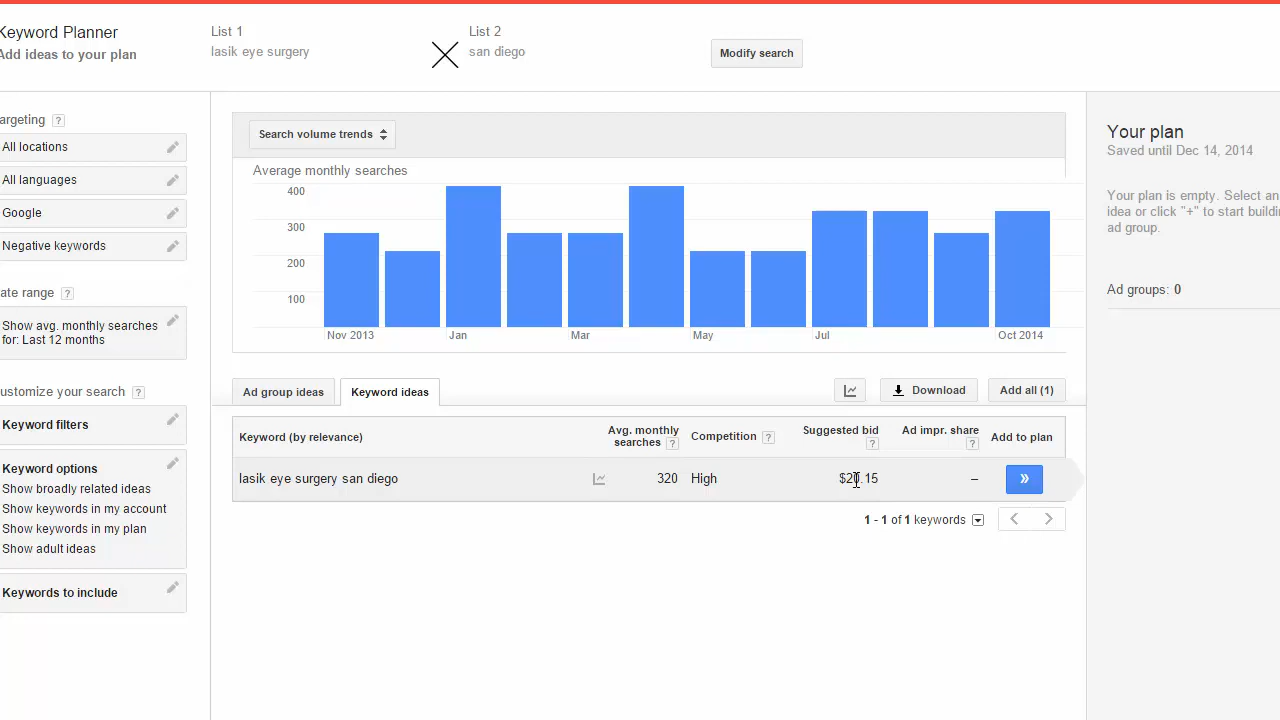 Keyword Planner
Add ideas to your plan
List 1
lasik eye surgery
List 2
san diego
Modify search
argeting ?
All locations
All languages
Google
Negative keywords
ate range ?
Show avg. monthly searches
for: Last 12 months
ustomize your search ?
Keyword filters
Keyword options
Show broadly related ideas
Show keywords in my account
Show keywords in my plan
Show adult ideas
Keywords to include
Search volume trends
Average monthly searches
400
300
200
100
Nov 2013 Jan Mar May Jul Oct 2014
Ad group ideas Keyword ideas Download Add all (1)
Keyword (by relevance) Avg. monthly searches ? Competition ? Suggested bid ? Ad impr. share ? Add to plan
lasik eye surgery san diego 320 High – »
1 - 1 of 1 keywords
Your plan
Saved until Dec 14, 2014
Your plan is empty. Select an
idea or click "+" to start buildin
ad group.
Ad groups: 0